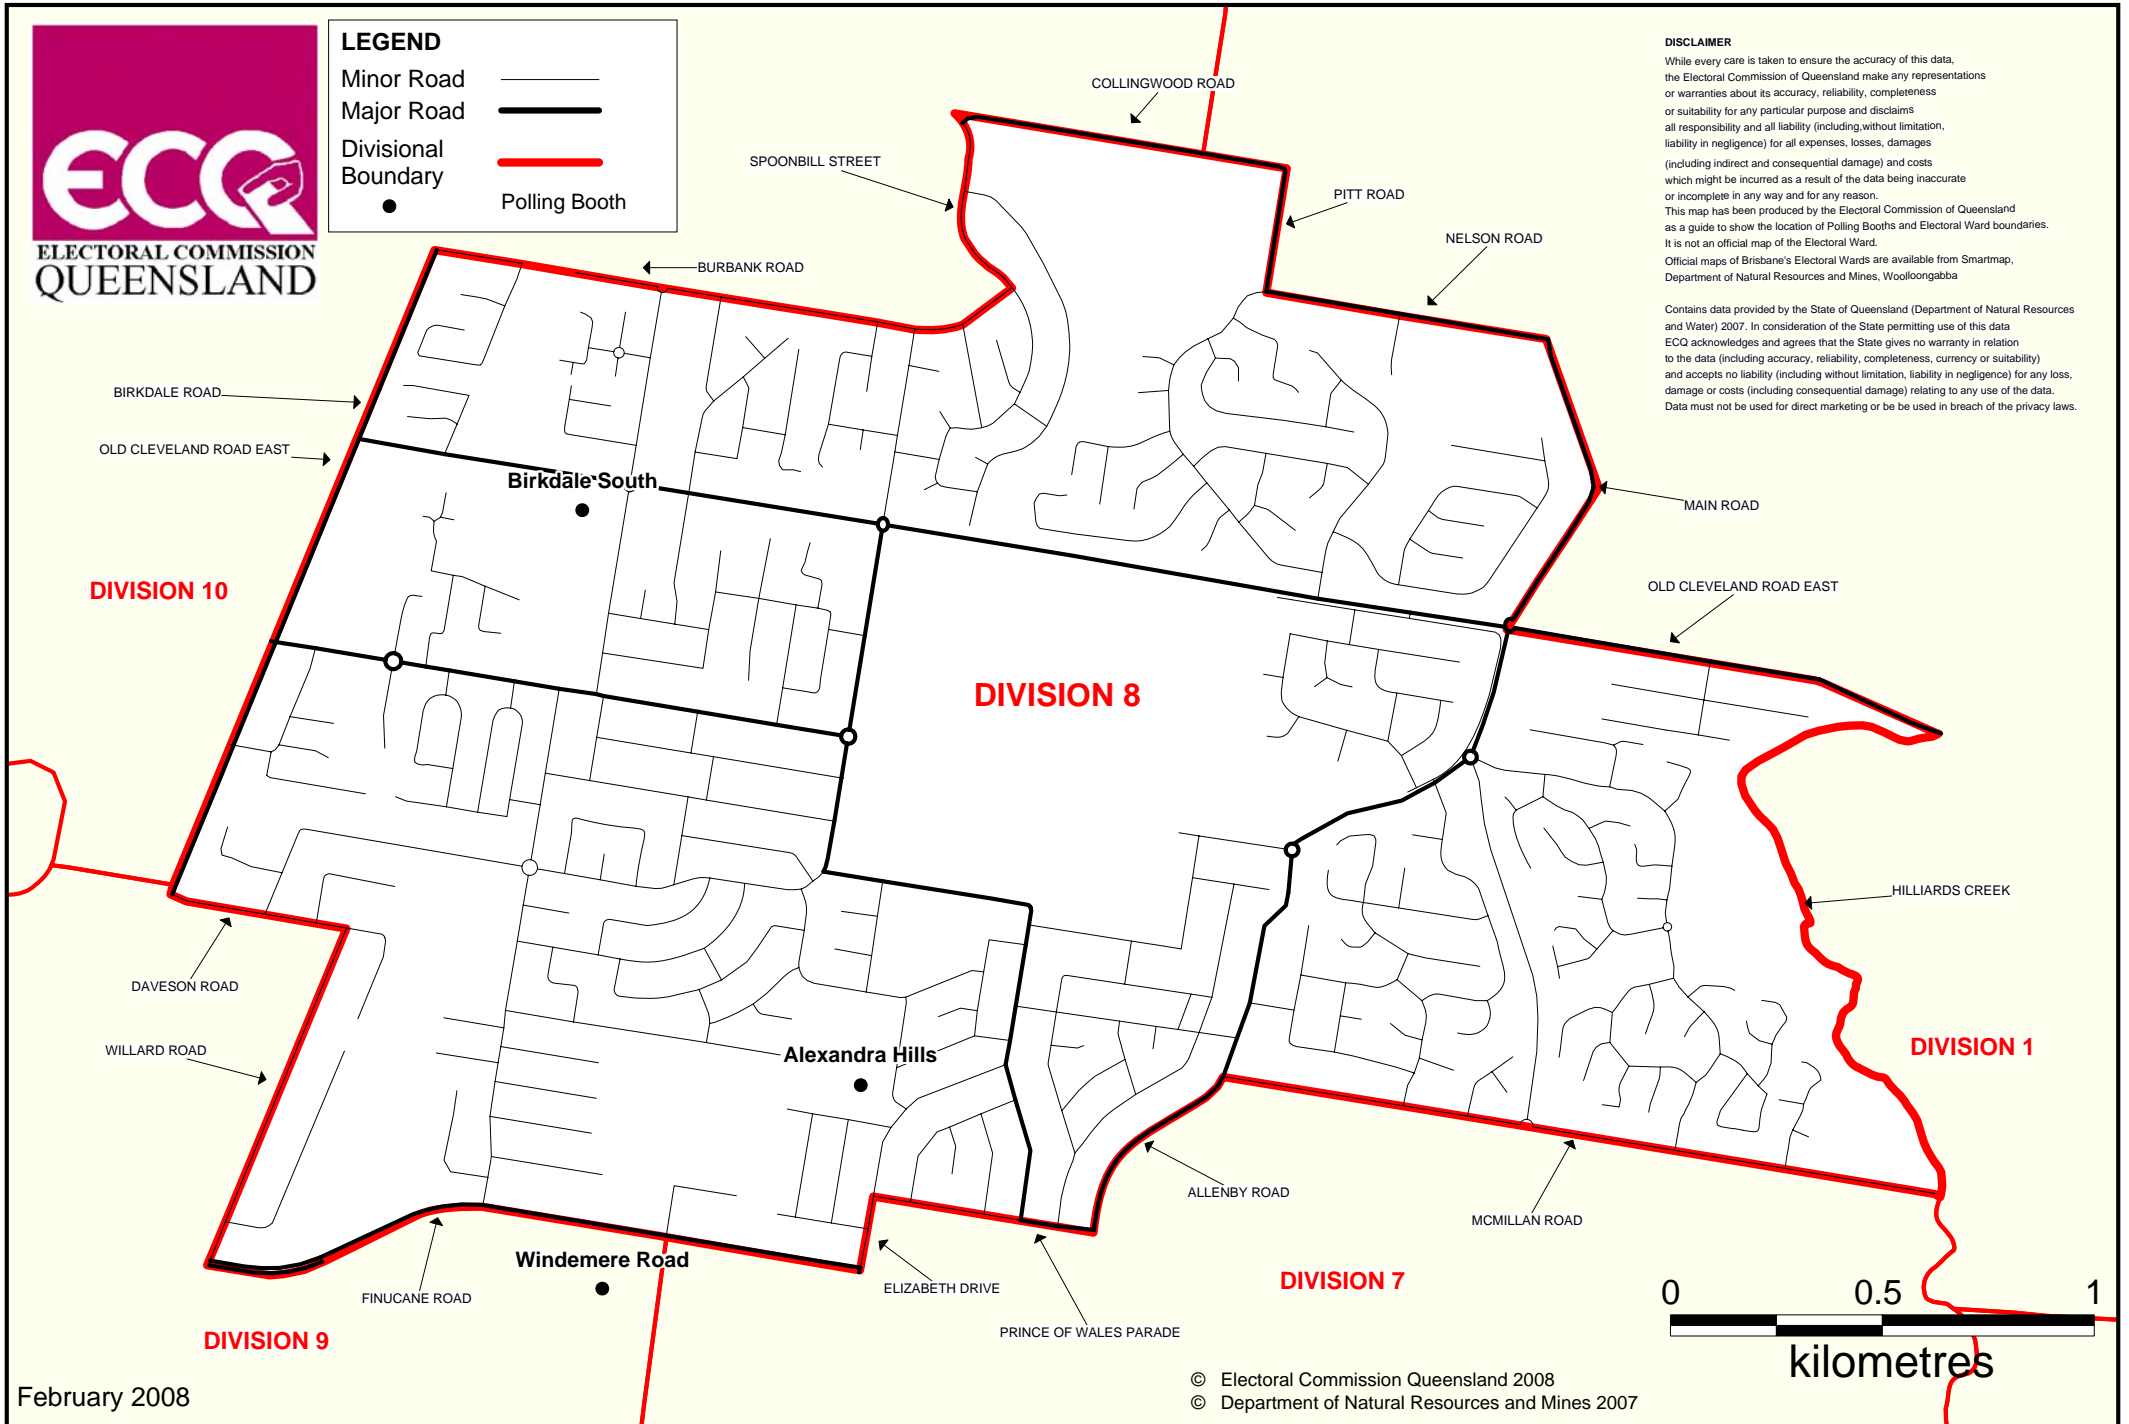 ECQ
ELECTORAL COMMISSION
QUEENSLAND
LEGEND
Minor Road
Major Road
Divisional
Boundary
Polling Booth
DISCLAIMER
While every care is taken to ensure the accuracy of this data,
the Electoral Commission of Queensland make any representations
or warranties about its accuracy, reliability, completeness
or suitability for any particular purpose and disclaims
all responsibility and all liability (including,without limitation,
liability in negligence) for all expenses, losses, damages
(including indirect and consequential damage) and costs
which might be incurred as a result of the data being inaccurate
or incomplete in any way and for any reason.
This map has been produced by the Electoral Commission of Queensland
as a guide to show the location of Polling Booths and Electoral Ward boundaries.
It is not an official map of the Electoral Ward.
Official maps of Brisbane's Electoral Wards are available from Smartmap,
Department of Natural Resources and Mines, Woolloongabba
Contains data provided by the State of Queensland (Department of Natural Resources
and Water) 2007. In consideration of the State permitting use of this data
ECQ acknowledges and agrees that the State gives no warranty in relation
to the data (including accuracy, reliability, completeness, currency or suitability)
and accepts no liability (including without limitation, liability in negligence) for any loss,
damage or costs (including consequential damage) relating to any use of the data.
Data must not be used for direct marketing or be be used in breach of the privacy laws.
COLLINGWOOD ROAD
SPOONBILL STREET
PITT ROAD
NELSON ROAD
BURBANK ROAD
BIRKDALE ROAD
OLD CLEVELAND ROAD EAST
Birkdale South
MAIN ROAD
DIVISION 10
OLD CLEVELAND ROAD EAST
DIVISION 8
HILLIARDS CREEK
DAVESON ROAD
WILLARD ROAD
Alexandra Hills
DIVISION 1
ALLENBY ROAD
MCMILLAN ROAD
Windemere Road
FINUCANE ROAD
ELIZABETH DRIVE
DIVISION 7
PRINCE OF WALES PARADE
DIVISION 9
0 0.5 1
kilometres
February 2008
© Electoral Commission Queensland 2008
© Department of Natural Resources and Mines 2007